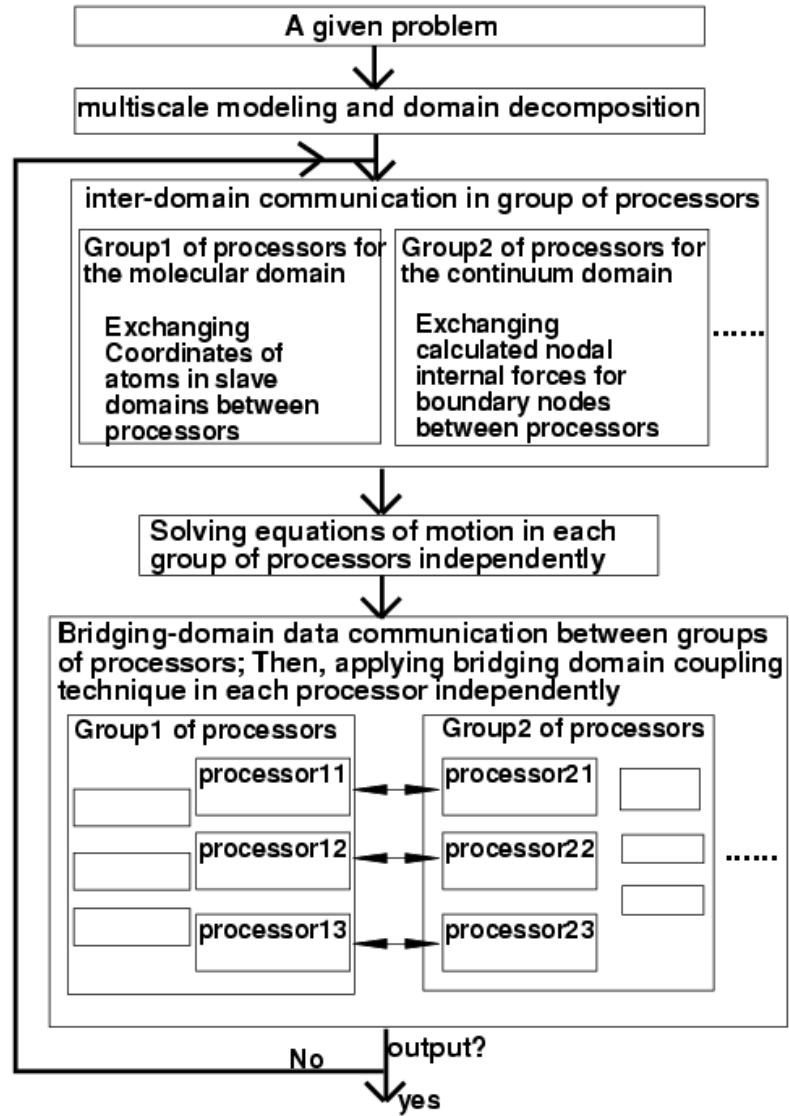 A given problem
multiscale modeling and domain decomposition
inter-domain communication in group of processors
Group1 of processors for
the molecular domain
Exchanging
Coordinates of
atoms in slave
domains between
processors
Group2 of processors for
the continuum domain
Exchanging
calculated nodal
internal forces for
boundary nodes
between processors
......
Solving equations of motion in each
group of processors independently
Bridging-domain data communication between groups
of processors; Then, applying bridging domain coupling
technique in each processor independently
Group1 of processors
processor11
processor12
processor13
Group2 of processors
processor21
processor22
processor23
......
output?
No
yes